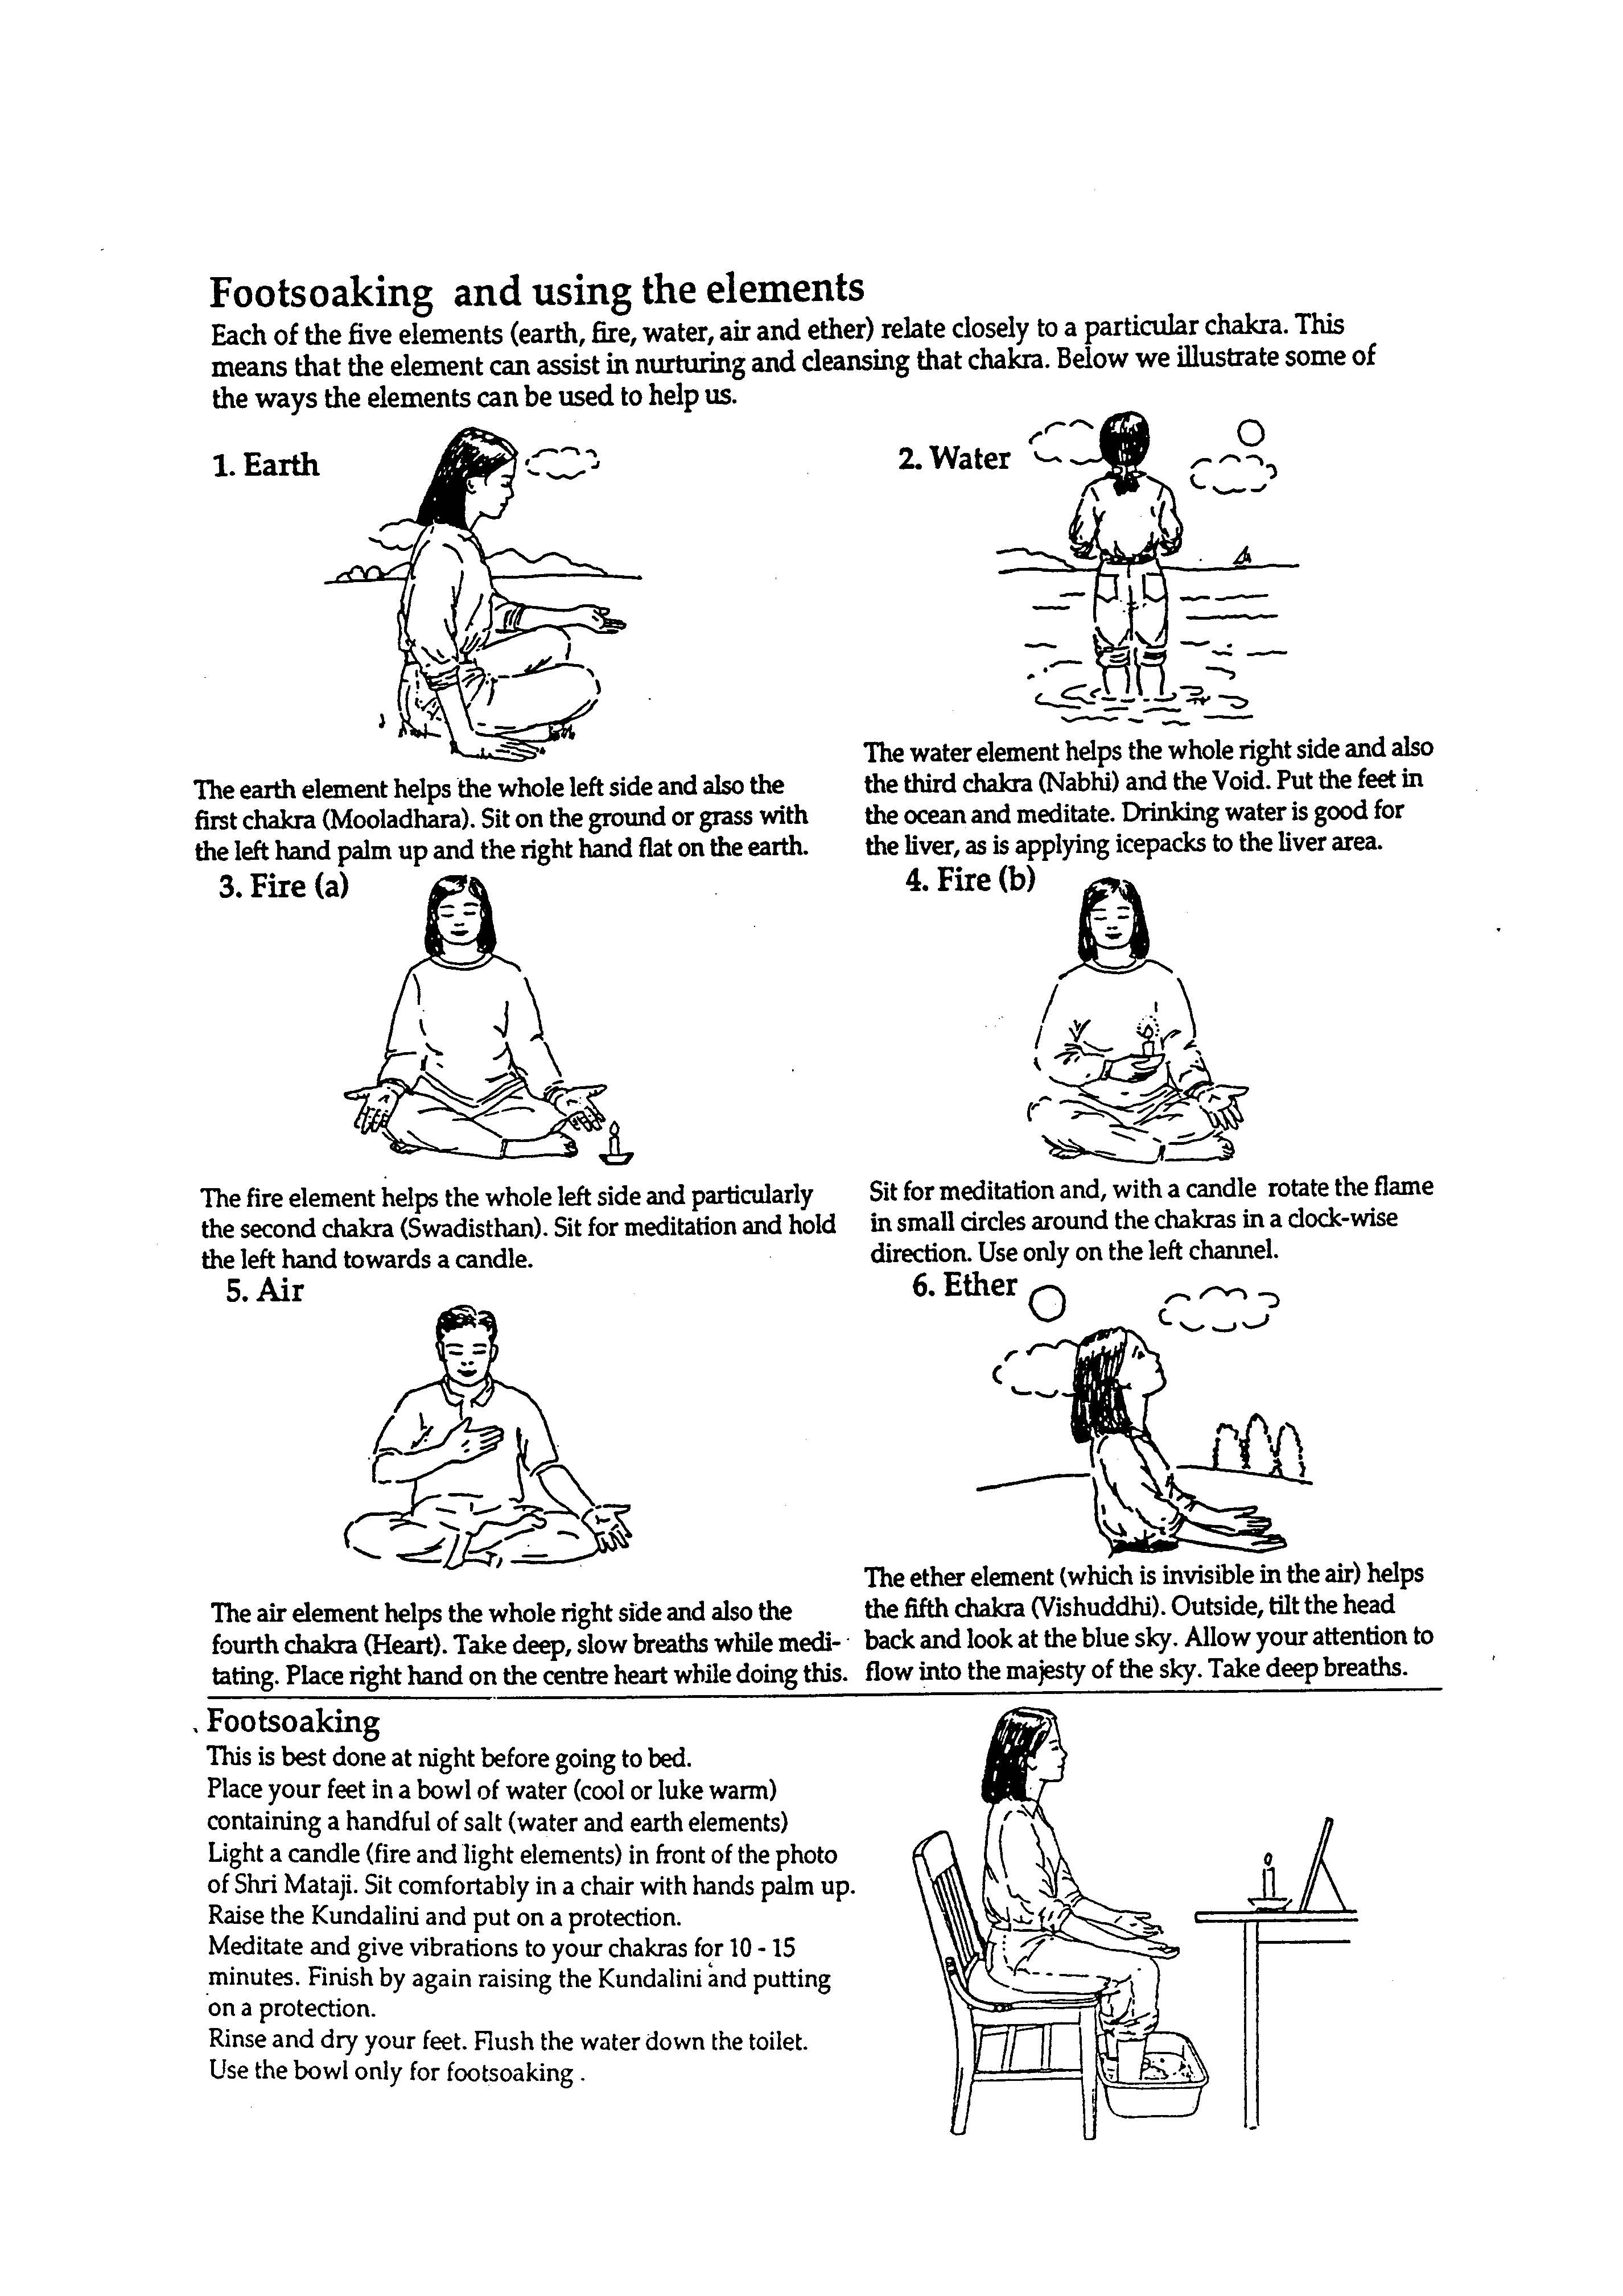 Footsoaking and using the elements
Each of the five elements (earth, fire, water, air and ether) relate closely to a particular chakra. This
means that the element can assist in nurturing and cleansing that chakra. Below we illustrate some of
the ways the elements can be used to help us.
1. Earth
The earth element helps the whole left side and also the
first chakra (Mooladhara). Sit on the ground or grass with
the left hand palm up and the right hand flat on the earth.
2. Water
The water element helps the whole right side and also
the third chakra (Nabhi) and the Void. Put the feet in
the ocean and meditate. Drinking water is good for
the liver, as is applying icepacks to the liver area.
3. Fire (a)
The fire element helps the whole left side and particularly
the second chakra (Swadisthan). Sit for meditation and hold
the left hand towards a candle.
4. Fire (b)
Sit for meditation and, with a candle rotate the flame
in small circles around the chakras in a clock-wise
direction. Use only on the left channel.
5. Air
The air element helps the whole right side and also the
fourth chakra (Heart). Take deep, slow breaths while medi-
tating. Place right hand on the centre heart while doing this.
6. Ether
The ether element (which is invisible in the air) helps
the fifth chakra (Vishuddhi). Outside, tilt the head
back and look at the blue sky. Allow your attention to
flow into the majesty of the sky. Take deep breaths.
Footsoaking
This is best done at night before going to bed.
Place your feet in a bowl of water (cool or luke warm)
containing a handful of salt (water and earth elements)
Light a candle (fire and light elements) in front of the photo
of Shri Mataji. Sit comfortably in a chair with hands palm up.
Raise the Kundalini and put on a protection.
Meditate and give vibrations to your chakras for 10 - 15
minutes. Finish by again raising the Kundalini and putting
on a protection.
Rinse and dry your feet. Flush the water down the toilet.
Use the bowl only for footsoaking .